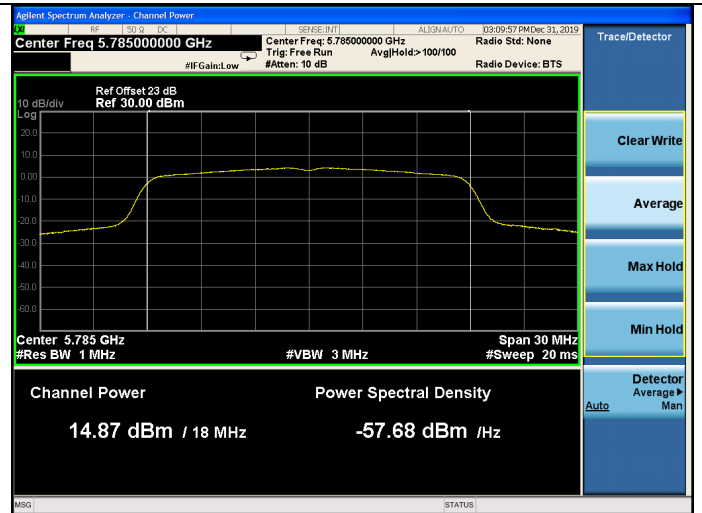 Agilent Spectrum Analyzer - Channel Power
LXI RF 50 Ω DC SENSE:INT ALIGN AUTO 03:09:57 PM Dec 31, 2019
Center Freq 5.785000000 GHz
Center Freq: 5.785000000 GHz Radio Std: None
Trig: Free Run Avg|Hold:>100/100
#IFGain:Low #Atten: 10 dB Radio Device: BTS
Trace/Detector
Ref Offset 23 dB
10 dB/div Ref 30.00 dBm
Log
20.0
10.0
0.00
-10.0
-20.0
-30.0
-40.0
-50.0
-60.0
Center 5.785 GHz Span 30 MHz
#Res BW 1 MHz #VBW 3 MHz #Sweep 20 ms
Channel Power Power Spectral Density
14.87 dBm / 18 MHz -57.68 dBm /Hz
Clear Write
Average
Max Hold
Min Hold
Detector
Average▶
Auto Man
MSG STATUS